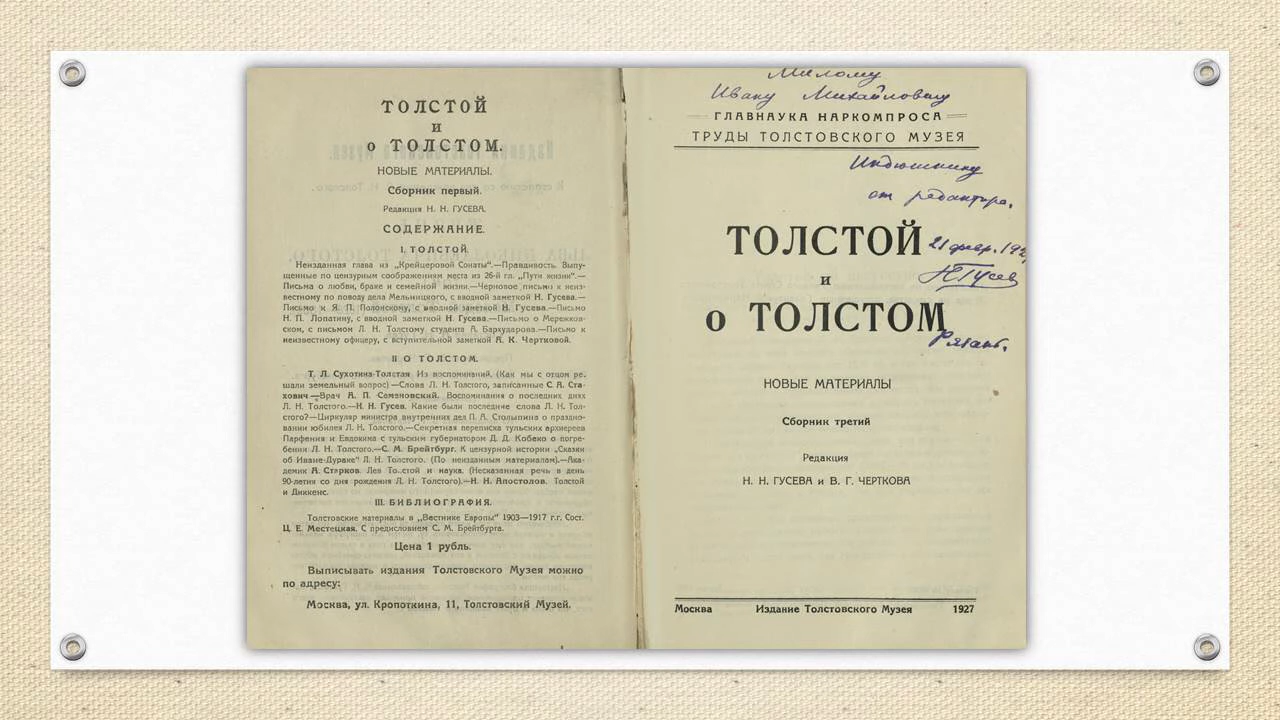 ТОЛСТОЙ
и
о ТОЛСТОМ.
НОВЫЕ МАТЕРИАЛЫ.
Сборник первый.
Редакция Н. Н. ГУСЕВА.
СОДЕРЖАНИЕ.
I. ТОЛСТОЙ.
Неизданная глава из „Крейцеровой Сонаты".—Правдивость. Выпу-
щенные по цензурным соображениям места из 26-й гл. „Пути жизни".—
Письма о любви, браке и семейной жизни.—Черновое письмо к неиз-
вестному по поводу дела Мельницкого, с вводной заметкой Н. Гусева.—
Письмо к Я. П. Полонскому, с вводной заметкой Н. Гусева.—Письмо
Н. П. Лопатину, с вводной заметкой Н. Гусева.—Письмо о Мережков-
ском, с письмом Л. Н. Толстому студента А. Бархударова.—Письмо к
неизвестному офицеру, с вступительной заметкой А. К. Чертковой.
II О ТОЛСТОМ.
Т. Л. Сухотина-Толстая Из воспоминаний. (Как мы с отцом ре.
шали земельный вопрос)—Слова Л. Н. Толстого, записанные С. А. Ста-
хович—Врач А. П. Семеновский. Воспоминания о последних днях
Л. Н. Толстого.—Н. Н. Гусев. Какие были последние слова Л. Н. Тол-
стого?—Циркуляр министра внутренних дел П. А. Столыпина о праздно-
вании юбилея Л. Н. Толстого.—Секретная переписка тульских архиереев
Парфения и Евдокима с тульским губернатором Д. Д. Кобеко о погре-
бении Л. Н. Толстого.—С. М. Брейтбург. К цензурной истории „Сказки
об Иване-Дураке" Л. Н. Толстого. (По неизданным материалам).—Ака-
демик А. Стярков. Лев То..стой и наука. (Несказанная речь в день
90-летия со дня рождения Л. Н. Толстого).—Н. Н. Апостолов. Толстой
и Диккенс.
III. БИБЛИОГРАФИЯ.
Толстовские материалы в „Вестнике Европы" 1903—1917 г.г. Сост.
Ц. Е. Местецкая. С предисловием С. М. Брейтбурга.
Цена 1 рубль.
Выписывать издания Толстовского Музея можно
по адресу:
Москва, ул. Кропоткина, 11, Толстовский Музей.
Милому
Ивану Михайловичу
ГЛАВНАУКА НАРКОМПРОСА
ТРУДЫ ТОЛСТОВСКОГО МУЗЕЯ
Индюшкину
от редактора.
ТОЛСТОЙ
21 февр. 192
и
Н Гусев
о ТОЛСТОМ
Рязань.
НОВЫЕ МАТЕРИАЛЫ
Сборник третий
Редакция
Н. Н. ГУСЕВА и В. Г. ЧЕРТКОВА
Москва Издание Толстовского Музея 1927